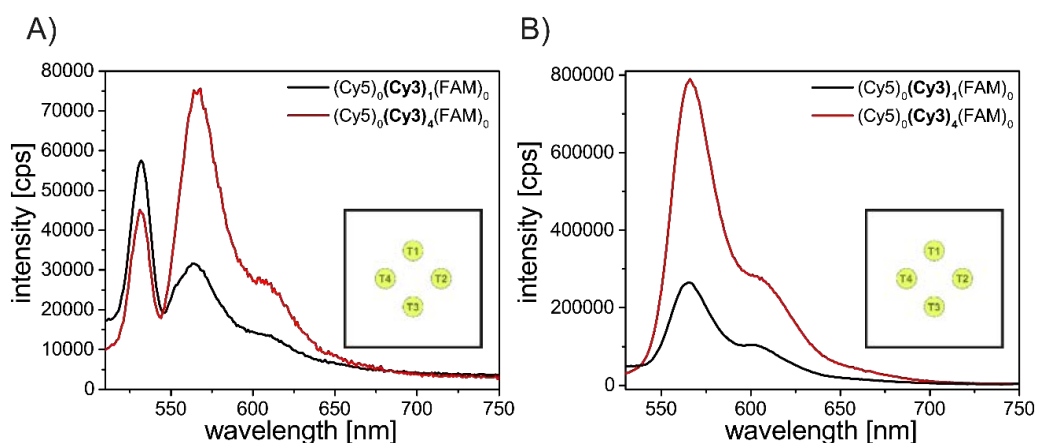 A)
B)
80000
70000
60000
50000
40000
30000
20000
10000
0
intensity [cps]
550
600
650
700
750
wavelength [nm]
(Cy5)₀(Cy3)₁(FAM)₀
(Cy5)₀(Cy3)₄(FAM)₀
T1
T4
T2
T3
800000
600000
400000
200000
0
intensity [cps]
550
600
650
700
750
wavelength [nm]
(Cy5)₀(Cy3)₁(FAM)₀
(Cy5)₀(Cy3)₄(FAM)₀
T1
T4
T2
T3